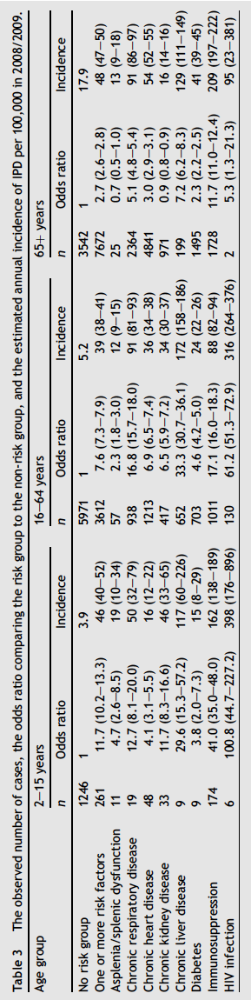 Table 3 The observed number of cases, the odds ratio comparing the risk group to the non-risk group, and the estimated annual incidence of IPD per 100,000 in 2008/2009.
Age group 2–15 years 16–64 years 65+ years
n Odds ratio Incidence n Odds ratio Incidence n Odds ratio Incidence
No risk group 1246 1 3.9 5971 1 5.2 3542 1 17.9
One or more risk factors 261 11.7 (10.2–13.3) 46 (40–52) 3612 7.6 (7.3–7.9) 39 (38–41) 7672 2.7 (2.6–2.8) 48 (47–50)
Asplenia/splenic dysfunction 11 4.7 (2.6–8.5) 19 (10–34) 57 2.3 (1.8–3.0) 12 (9–15) 25 0.7 (0.5–1.0) 13 (9–18)
Chronic respiratory disease 19 12.7 (8.1–20.0) 50 (32–79) 938 16.8 (15.7–18.0) 91 (81–93) 2364 5.1 (4.8–5.4) 91 (86–97)
Chronic heart disease 48 4.1 (3.1–5.5) 16 (12–22) 1213 6.9 (6.5–7.4) 36 (34–38) 4841 3.0 (2.9–3.1) 54 (52–55)
Chronic kidney disease 33 11.7 (8.3–16.6) 46 (33–65) 417 6.5 (5.9–7.2) 34 (30–37) 971 0.9 (0.8–0.9) 16 (14–16)
Chronic liver disease 9 29.6 (15.3–57.2) 117 (60–226) 652 33.3 (30.7–36.1) 172 (158–186) 199 7.2 (6.2–8.3) 129 (111–149)
Diabetes 9 3.8 (2.0–7.3) 15 (8–29) 703 4.6 (4.2–5.0) 24 (22–26) 1495 2.3 (2.2–2.5) 41 (39–45)
Immunosuppression 174 41.0 (35.0–48.0) 162 (138–189) 1011 17.1 (16.0–18.3) 88 (82–94) 1728 11.7 (11.0–12.4) 209 (197–222)
HIV infection 6 100.8 (44.7–227.2) 398 (176–896) 130 61.2 (51.3–72.9) 316 (264–376) 2 5.3 (1.3–21.3) 95 (23–381)